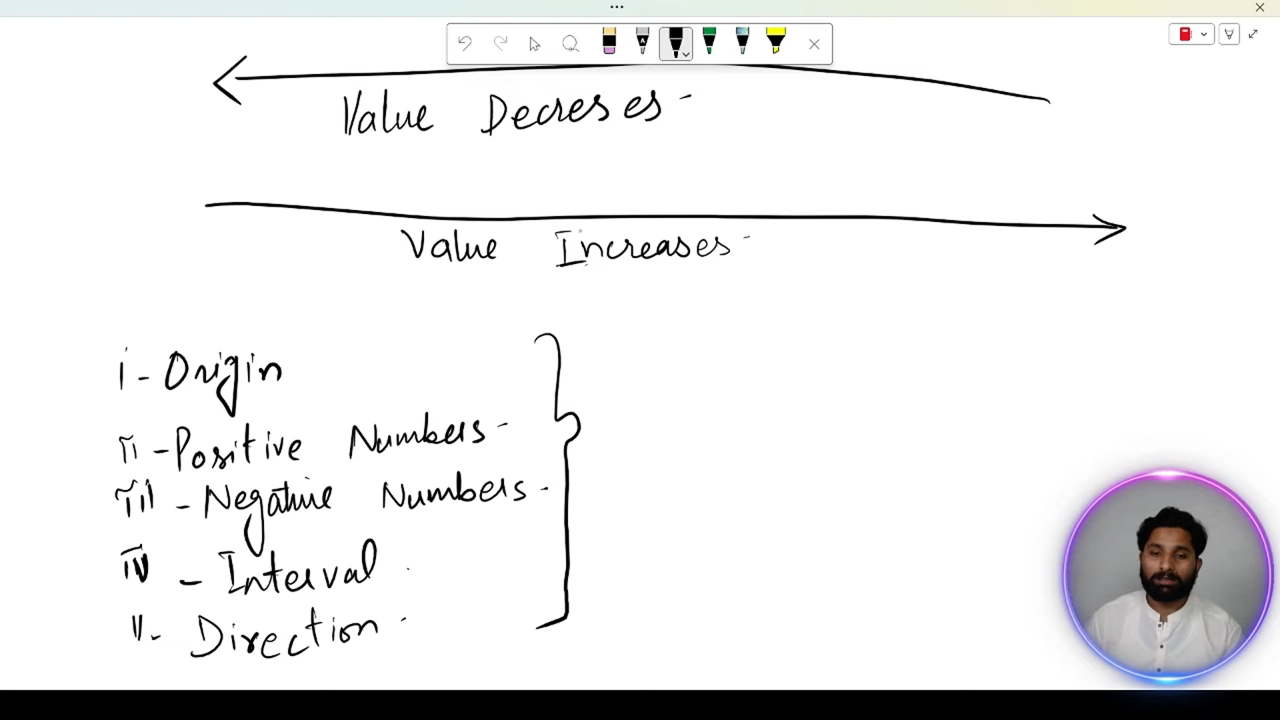 Value Decreses -
Value Increases -
i - Origin
ii - Positive Numbers -
iii - Negative Numbers -
iv - Interval .
v - Direction .